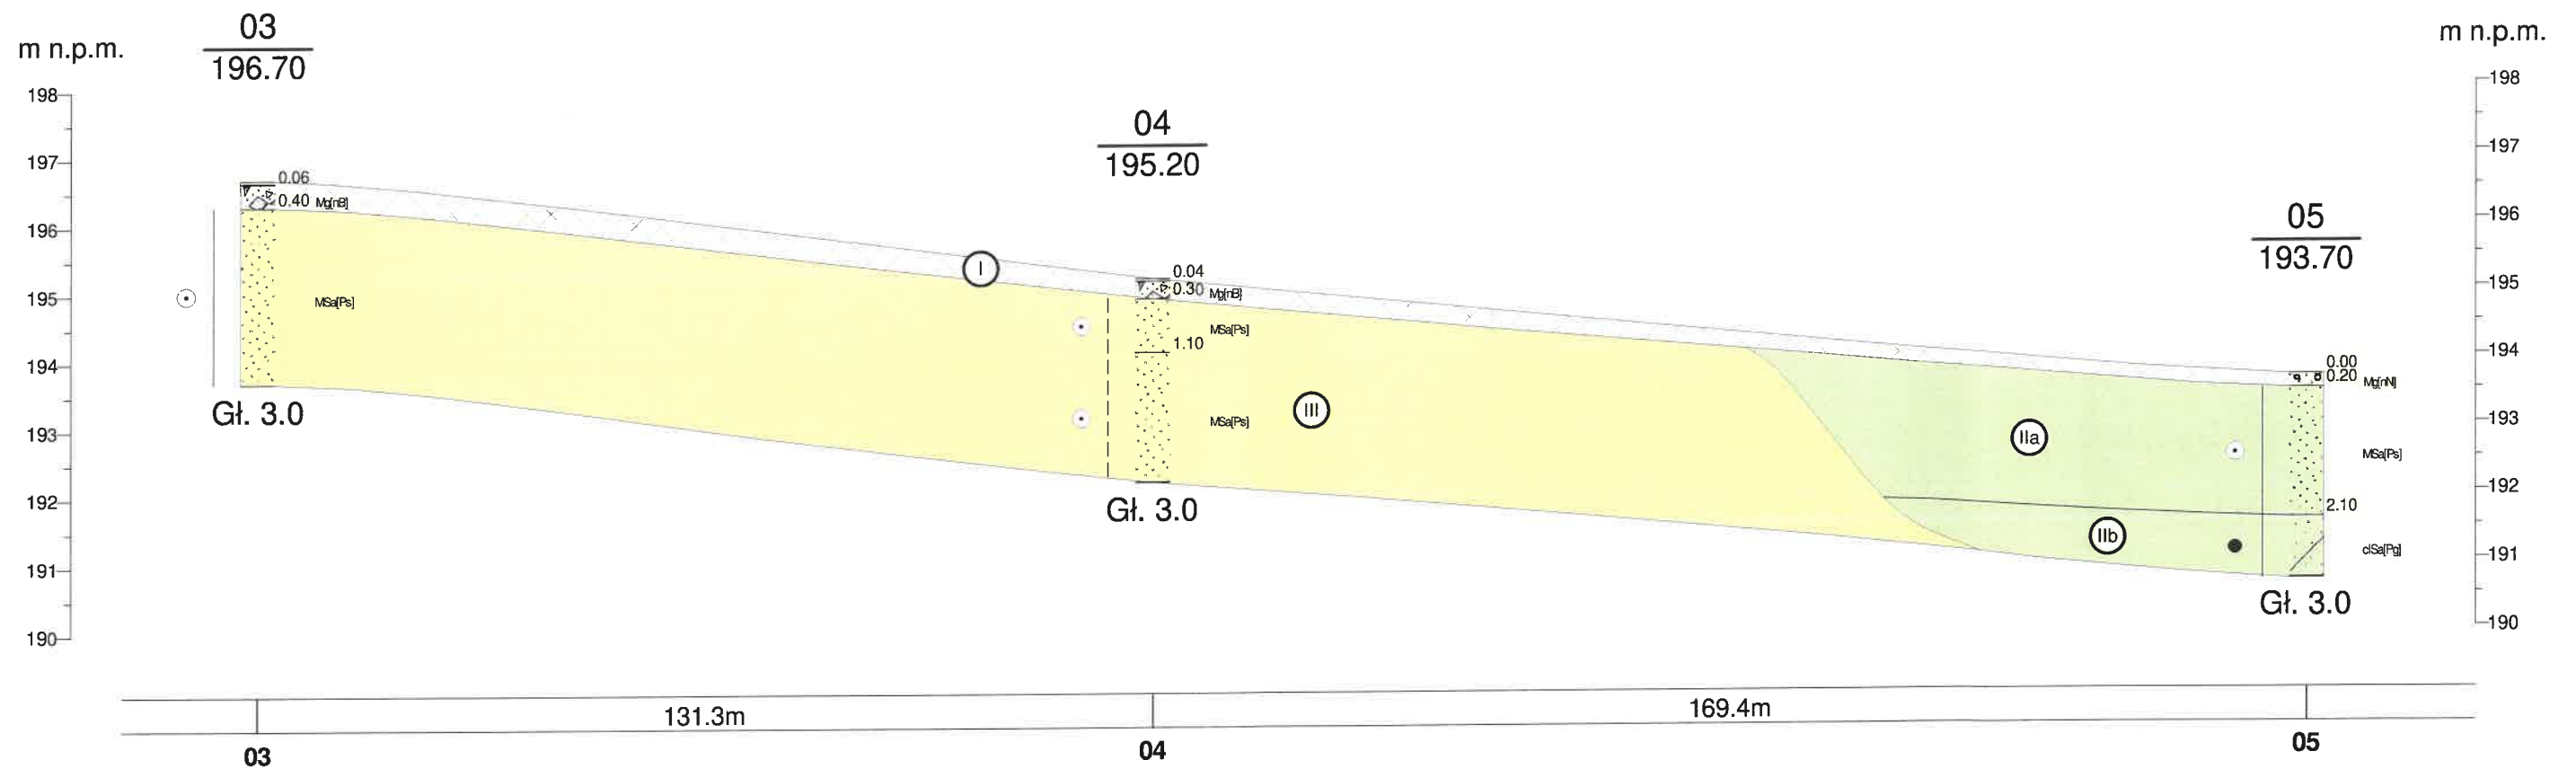 m n.p.m.
03
196.70
m n.p.m.
04
195.20
05
193.70
198
197
196
195
194
193
192
191
190
198
197
196
195
194
193
192
191
190
0.06
0.40 Mg[nB]
MSa[Ps]
Gł. 3.0
I
0.04
0.30 Mg[nB]
MSa[Ps]
1.10
MSa[Ps]
Gł. 3.0
III
IIa
IIb
0.00
0.20 Mg[nN]
MSa[Ps]
2.10
clSa[Pg]
Gł. 3.0
131.3m
169.4m
03
04
05